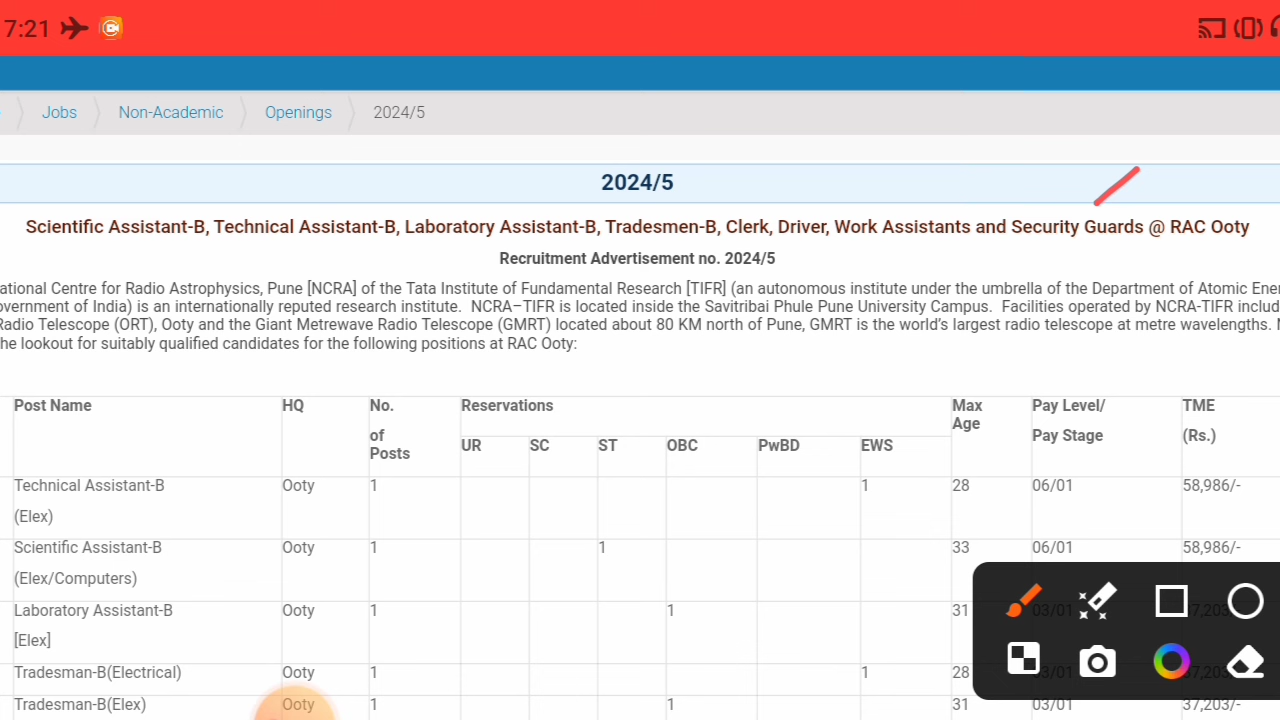 7:21
Jobs Non-Academic Openings 2024/5
2024/5
Scientific Assistant-B, Technical Assistant-B, Laboratory Assistant-B, Tradesmen-B, Clerk, Driver, Work Assistants and Security Guards @ RAC Ooty
Recruitment Advertisement no. 2024/5
Centre for Radio Astrophysics, Pune [NCRA] of the Tata Institute of Fundamental Research [TIFR] (an autonomous institute under the umbrella of the Department of Atomic
of India) is an internationally reputed research institute. NCRA–TIFR is located inside the Savitribai Phule Pune University Campus. Facilities operated by NCRA-TIFR
Radio Telescope (ORT), Ooty and the Giant Metrewave Radio Telescope (GMRT) located about 80 KM north of Pune, GMRT is the world's largest radio telescope at metre wavelengths.
the lookout for suitably qualified candidates for the following positions at RAC Ooty:
Post Name HQ No. of Posts Reservations Max Age Pay Level/ Pay Stage TME (Rs.)
UR SC ST OBC PwBD EWS
Technical Assistant-B (Elex) Ooty 1 1 28 06/01 58,986/-
Scientific Assistant-B (Elex/Computers) Ooty 1 1 33 06/01 58,986/-
Laboratory Assistant-B [Elex] Ooty 1 1 31 03/01
Tradesman-B(Electrical) Ooty 1 1 28
Tradesman-B(Elex) Ooty 1 1 31 03/01 37,203/-